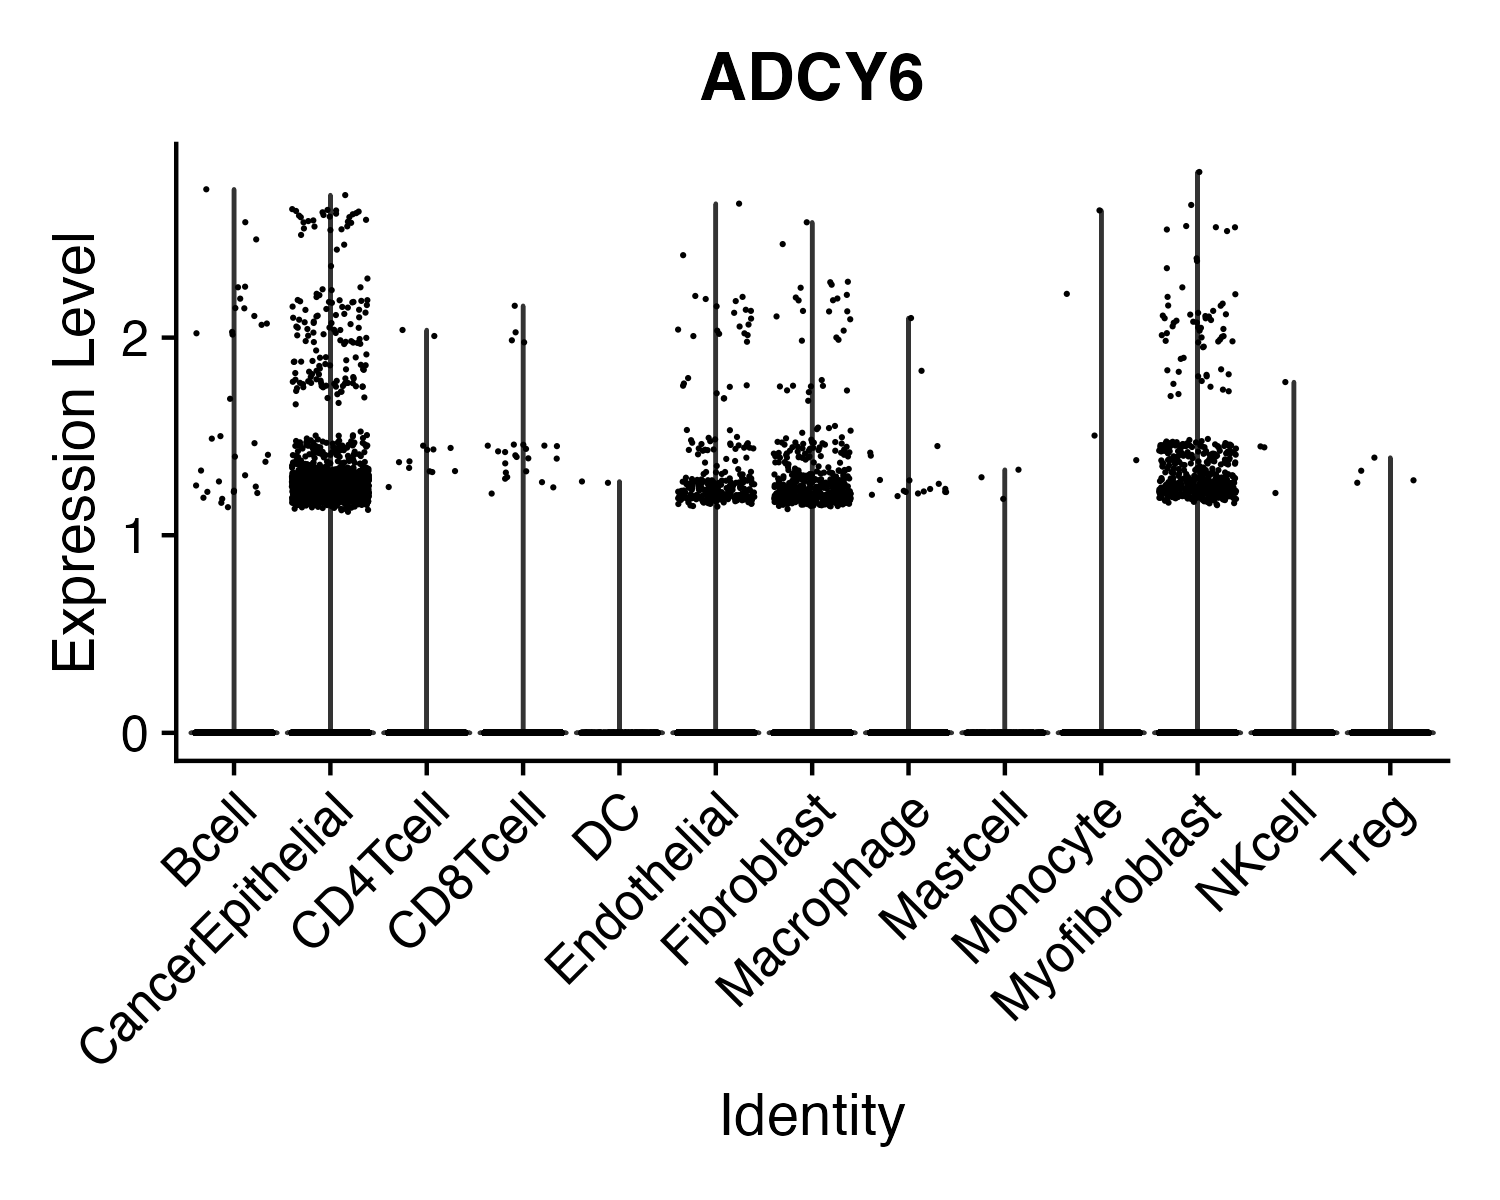 ADCY6
Expression Level
2
1
0
Bcell
CancerEpithelial
CD4Tcell
CD8Tcell
DC
Endothelial
Fibroblast
Macrophage
Mastcell
Monocyte
Myofibroblast
NKcell
Treg
Identity